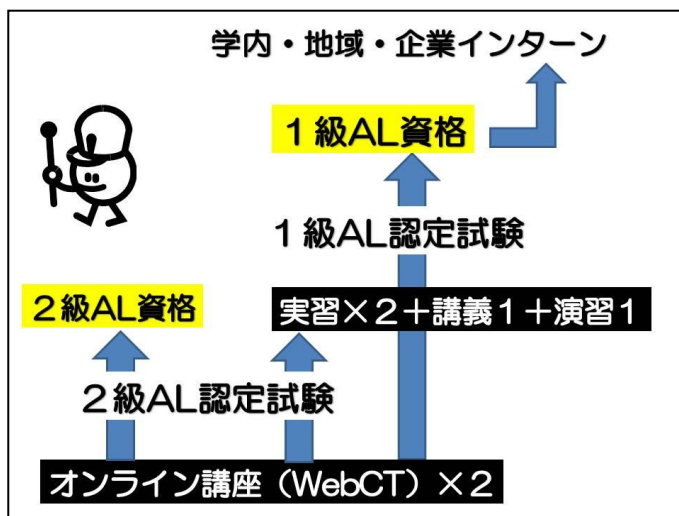 学内・地域・企業インターン
1級AL資格
1級AL認定試験
2級AL資格
実習×2+講義1+演習1
2級AL認定試験
オンライン講座(WebCT)×2